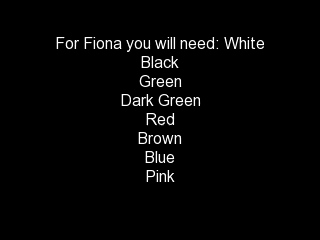 For Fiona you will need: White
Black
Green
Dark Green
Red
Brown
Blue
Pink